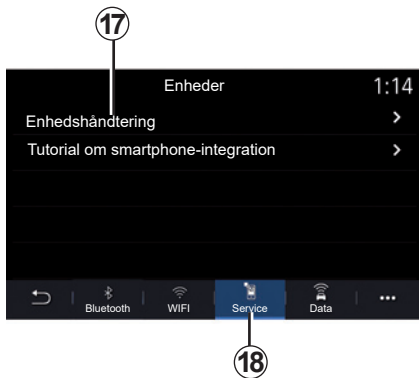 17
Enheder 1:14
Enhedshåndtering
Tutorial om smartphone-integration
Bluetooth WIFI Service Data
18